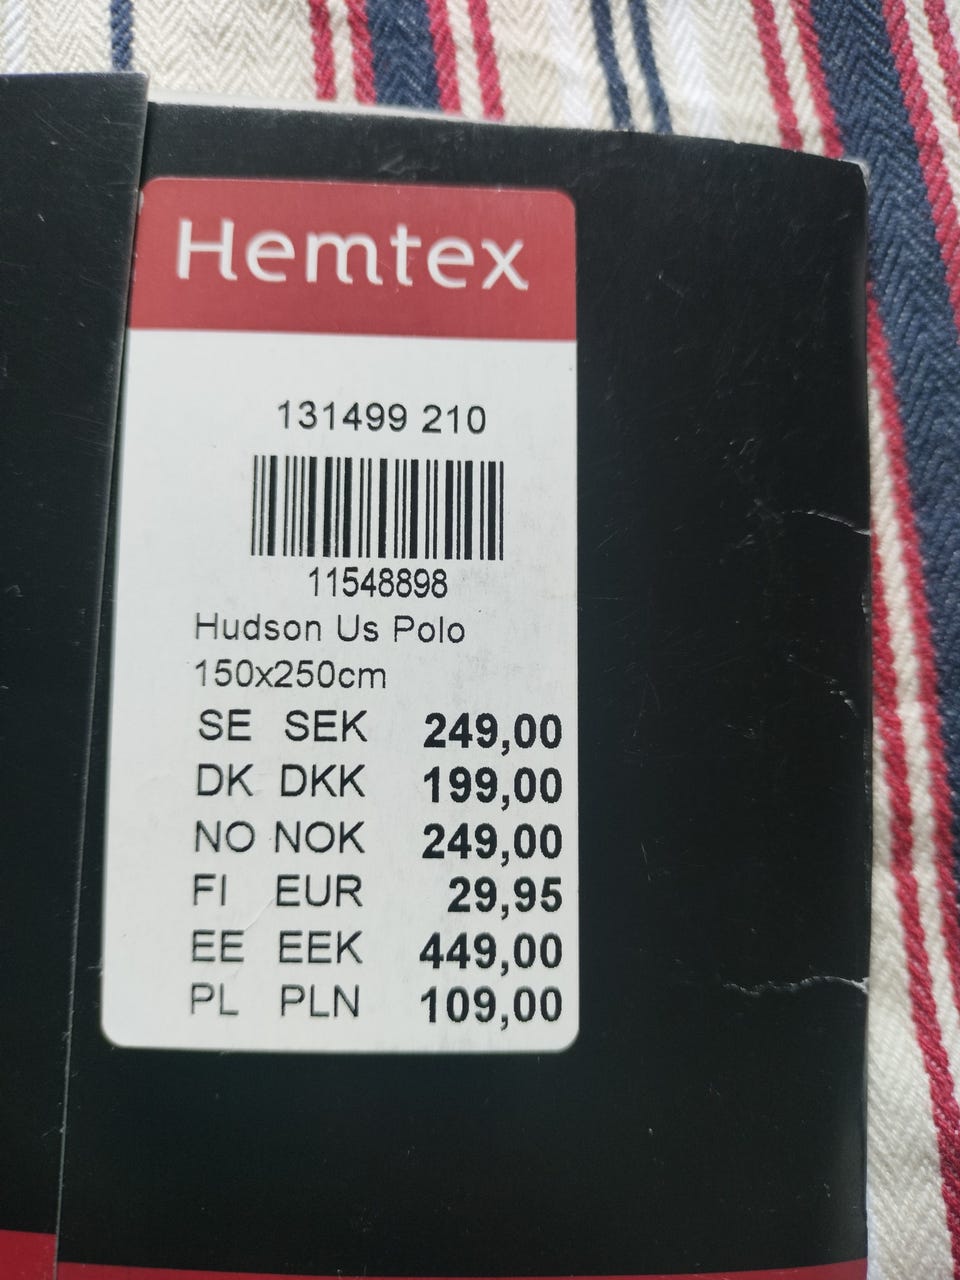 Hemtex
131499 210
11548898
Hudson Us Polo
150x250cm
SE SEK 249,00
DK DKK 199,00
NO NOK 249,00
FI EUR 29,95
EE EEK 449,00
PL PLN 109,00